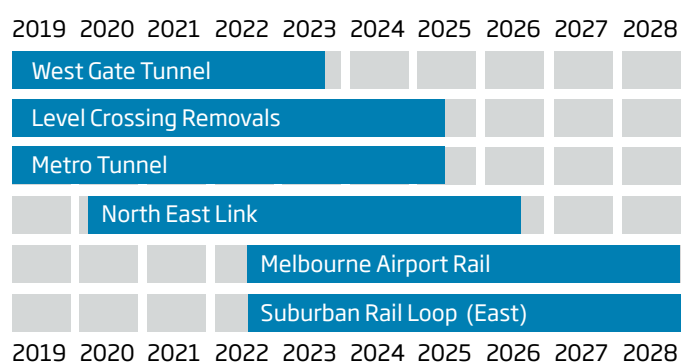 2019 2020 2021 2022 2023 2024 2025 2026 2027 2028
West Gate Tunnel
Level Crossing Removals
Metro Tunnel
North East Link
Melbourne Airport Rail
Suburban Rail Loop (East)
2019 2020 2021 2022 2023 2024 2025 2026 2027 2028